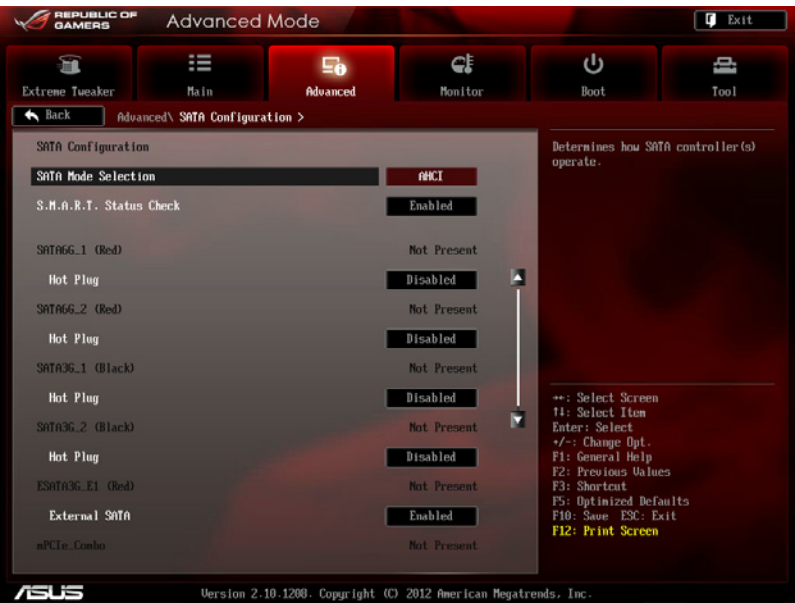 REPUBLIC OF
GAMERS
Advanced Mode
Exit
Extreme Tweaker
Main
Advanced
Monitor
Boot
Tool
Back
Advanced\ SATA Configuration >
SATA Configuration
SATA Mode Selection AHCI
S.M.A.R.T. Status Check Enabled
SATA6G_1 (Red) Not Present
Hot Plug Disabled
SATA6G_2 (Red) Not Present
Hot Plug Disabled
SATA3G_1 (Black) Not Present
Hot Plug Disabled
SATA3G_2 (Black) Not Present
Hot Plug Disabled
ESATA3G_E1 (Red) Not Present
External SATA Enabled
mPCIe_Combo Not Present
Determines how SATA controller(s)
operate.
→←: Select Screen
↑↓: Select Item
Enter: Select
+/-: Change Opt.
F1: General Help
F2: Previous Values
F3: Shortcut
F5: Optimized Defaults
F10: Save ESC: Exit
F12: Print Screen
ASUS
Version 2.10.1208. Copyright (C) 2012 American Megatrends, Inc.